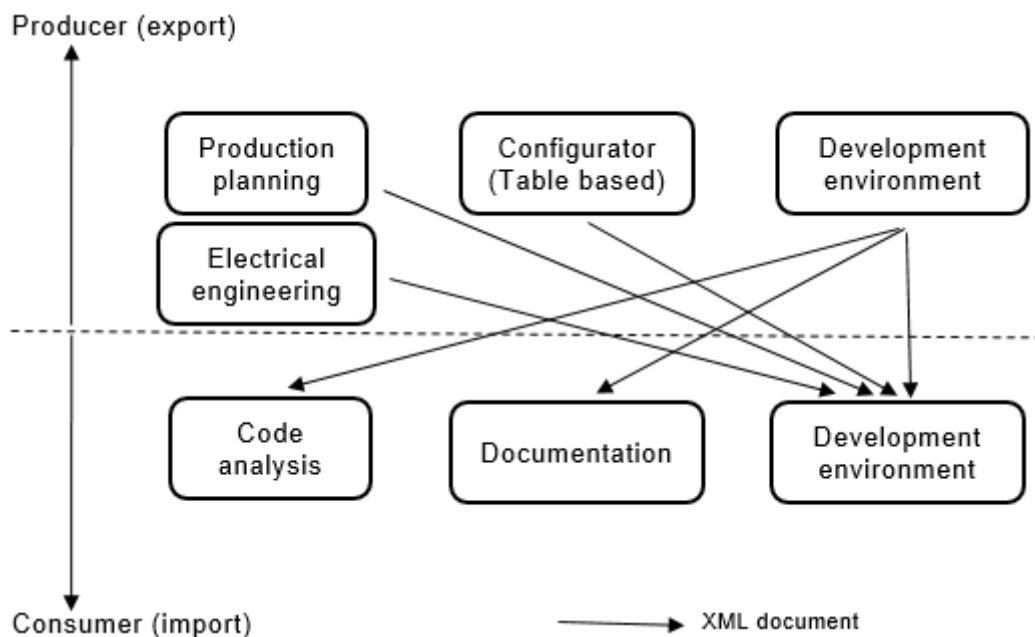 Producer (export)
Production
planning
Configurator
(Table based)
Development
environment
Electrical
engineering
Code
analysis
Documentation
Development
environment
Consumer (import)
XML document